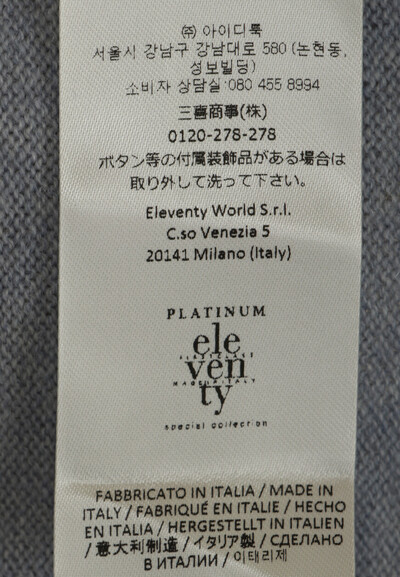 (주) 아이디룩
서울시 강남구 강남대로 580 (논현동,
성보빌딩)
소비자 상담실:080 455 8994
三喜商事(株)
0120-278-278
ボタン等の付属装飾品がある場合は
取り外して洗って下さい。
Eleventy World S.r.l.
C.so Venezia 5
20141 Milano (Italy)
PLATINUM
ele
ven
MADE IN ITALY
ty
special collection
FABBRICATO IN ITALIA / MADE IN
ITALY / FABRIQUÉ EN ITALIE / HECHO
EN ITALIA / HERGESTELLT IN ITALIEN
/ 意大利制造 / イタリア製 / СДЕЛАНО
В ИТАЛИИ / 이태리제